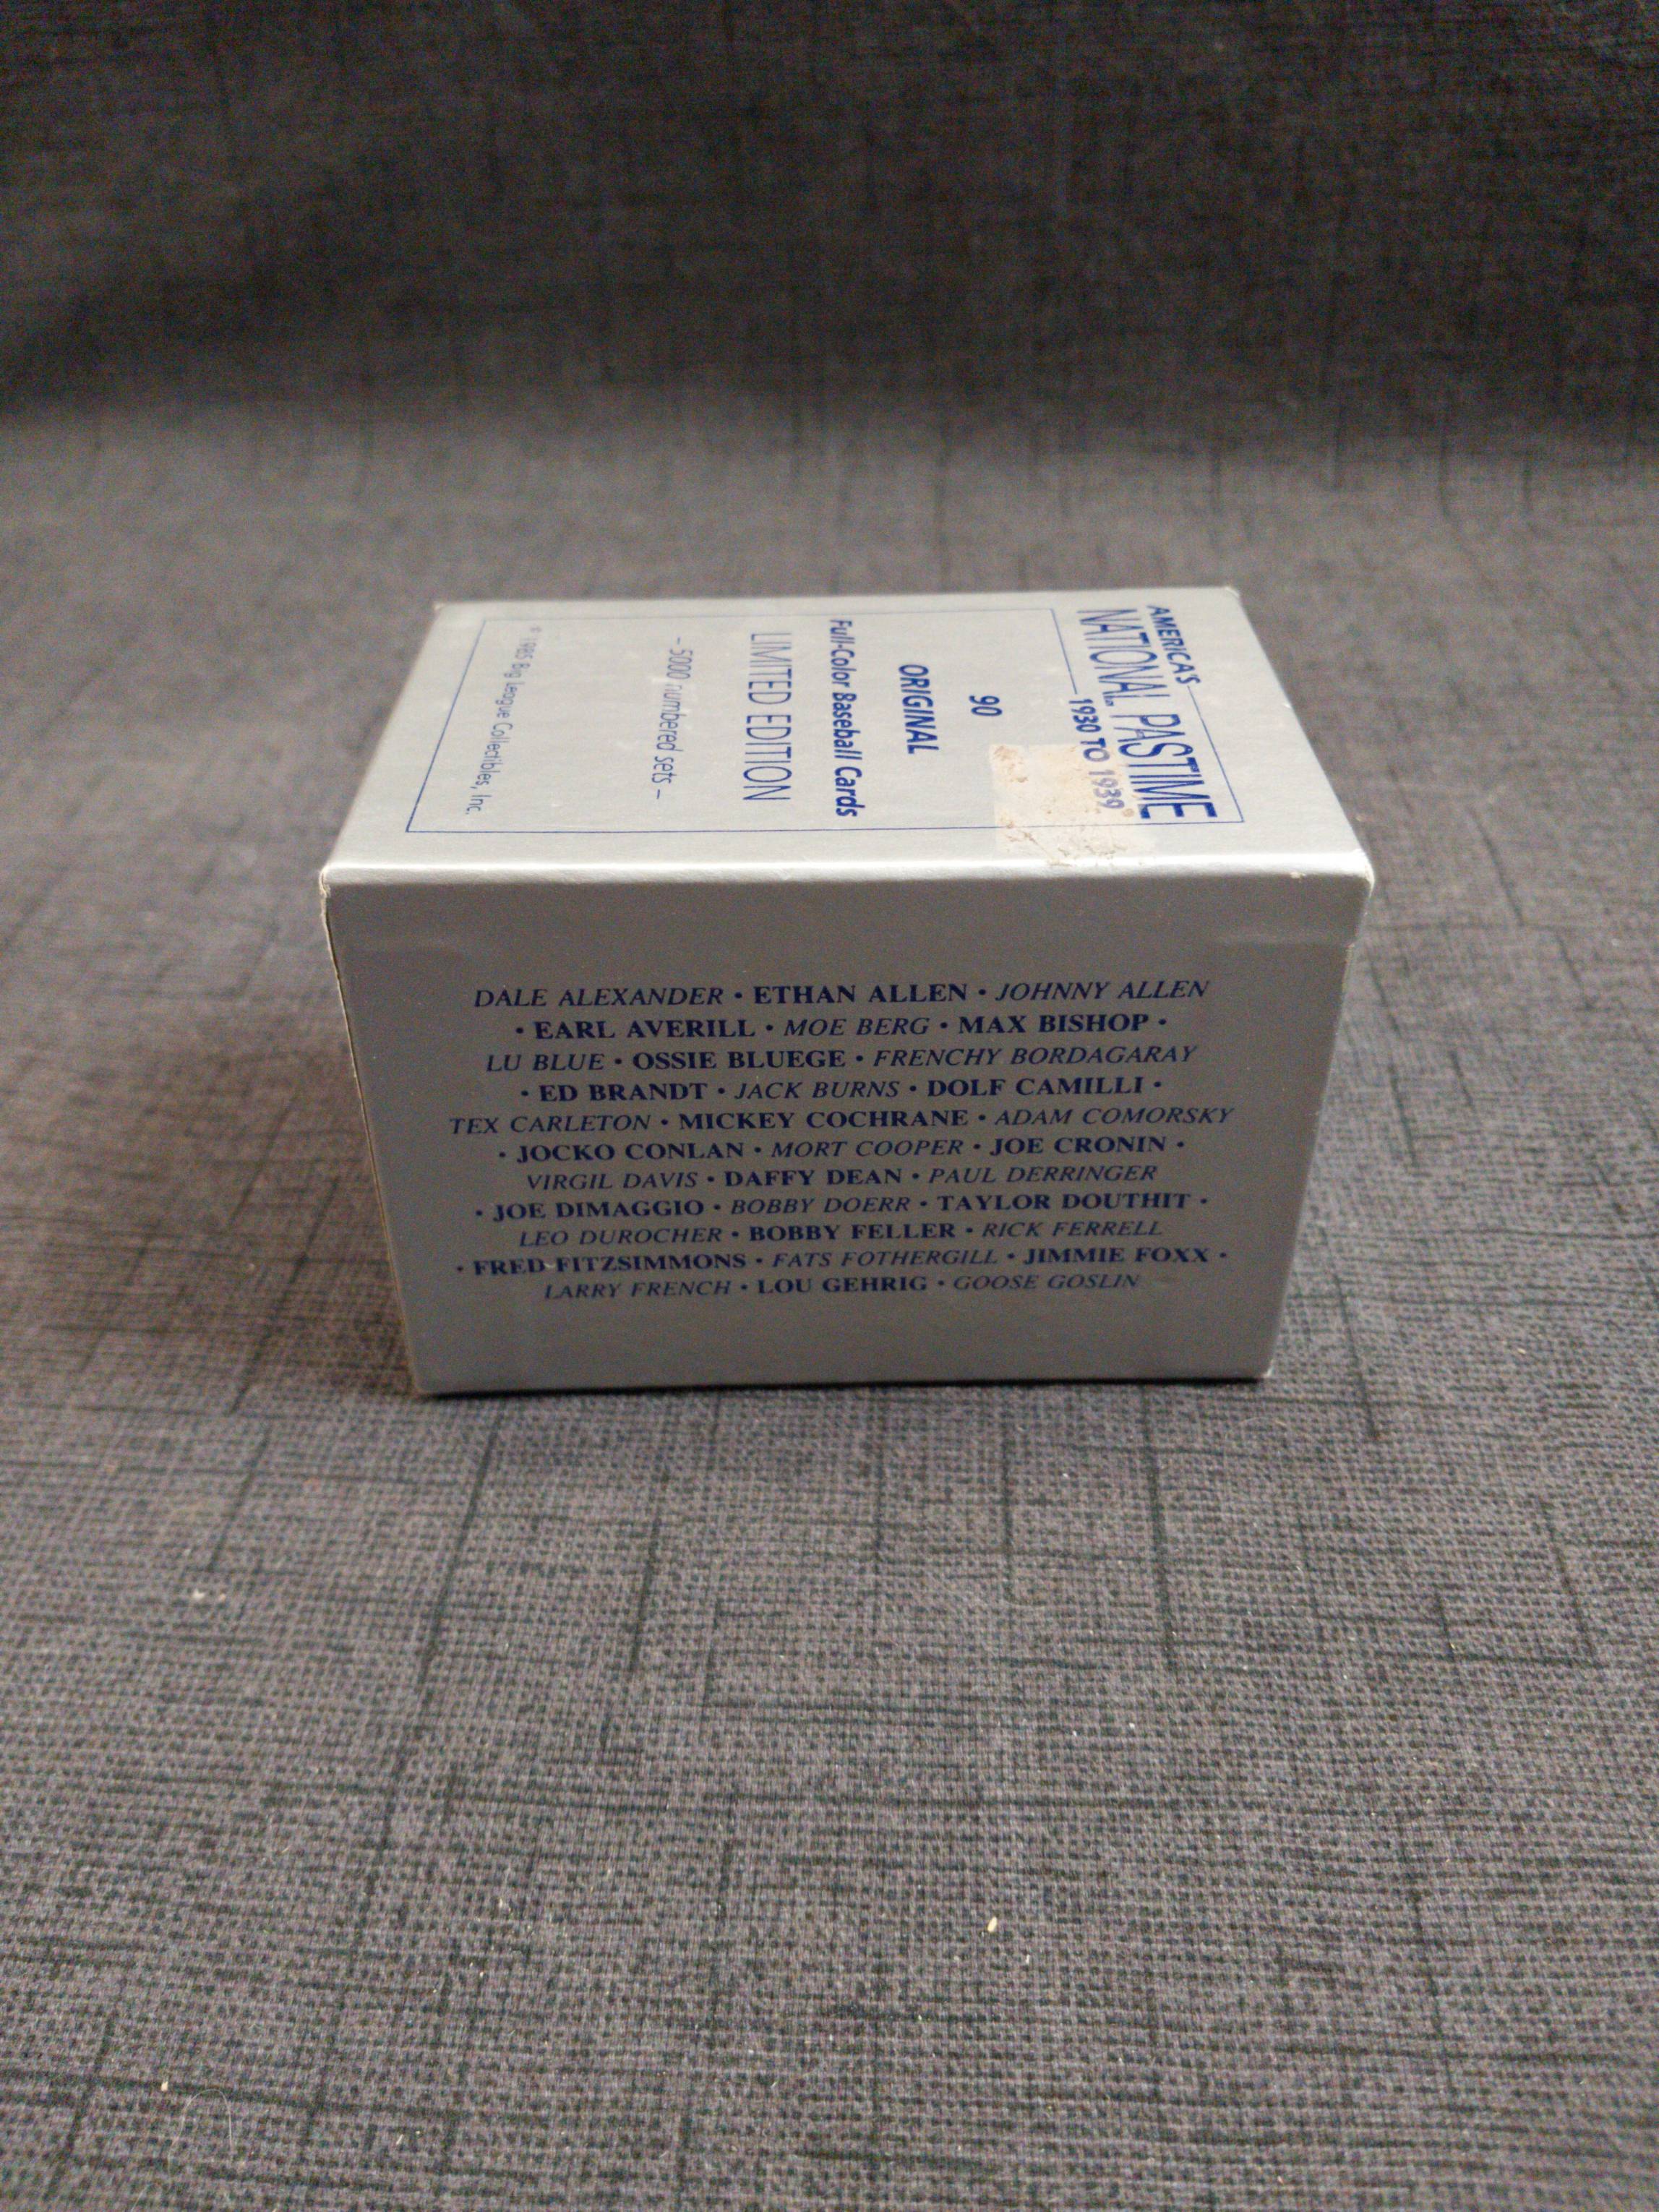 AMERICA'S
NATIONAL PASTIME
1930 TO 1939
90
ORIGINAL
Full-Color Baseball Cards
LIMITED EDITION
– 5000 numbered sets –
© 1985 Big League Collectibles, Inc.
DALE ALEXANDER • ETHAN ALLEN • JOHNNY ALLEN
• EARL AVERILL • MOE BERG • MAX BISHOP •
LU BLUE • OSSIE BLUEGE • FRENCHY BORDAGARAY
• ED BRANDT • JACK BURNS • DOLF CAMILLI •
TEX CARLETON • MICKEY COCHRANE • ADAM COMORSKY
• JOCKO CONLAN • MORT COOPER • JOE CRONIN •
VIRGIL DAVIS • DAFFY DEAN • PAUL DERRINGER
• JOE DIMAGGIO • BOBBY DOERR • TAYLOR DOUTHIT •
LEO DUROCHER • BOBBY FELLER • RICK FERRELL
• FRED FITZSIMMONS • FATS FOTHERGILL • JIMMIE FOXX •
LARRY FRENCH • LOU GEHRIG • GOOSE GOSLIN